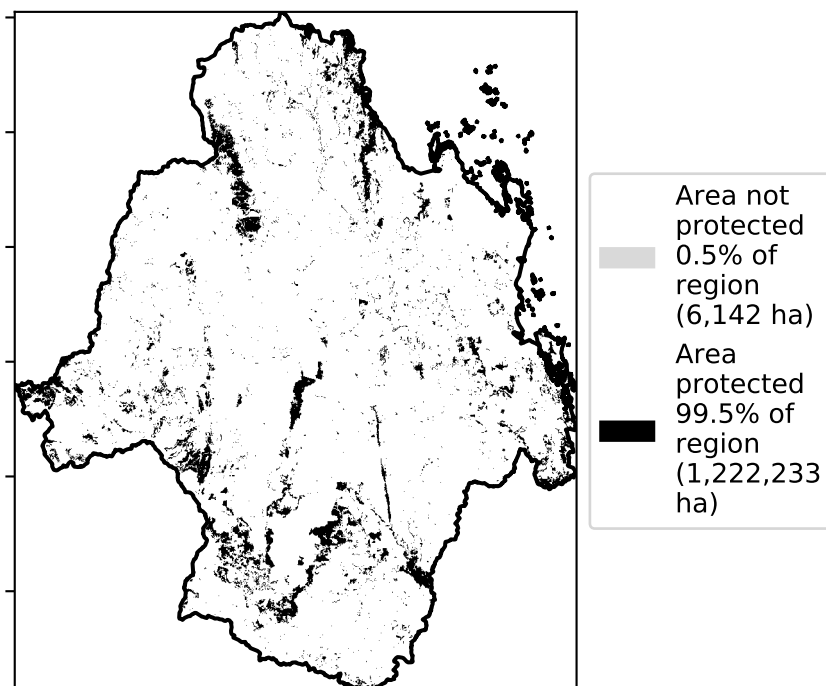 Area not
protected
0.5% of
region
(6,142 ha)
Area
protected
99.5% of
region
(1,222,233
ha)